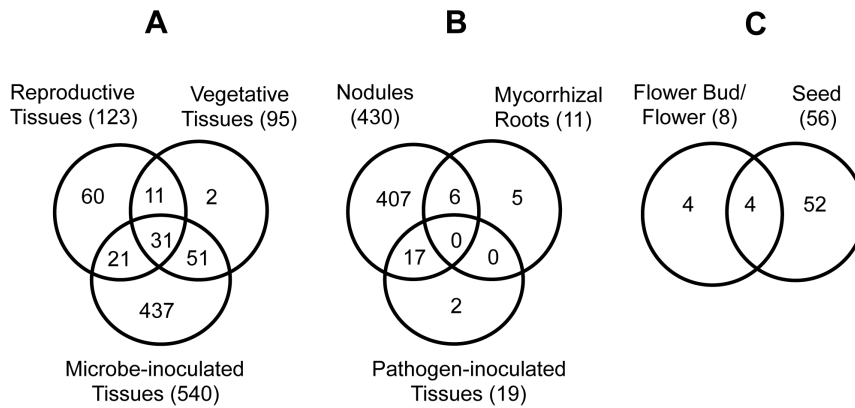 A
B
C
Reproductive
Tissues (123)
Vegetative
Tissues (95)
60
11
2
31
21
51
437
Microbe-inoculated
Tissues (540)
Nodules
(430)
Mycorrhizal
Roots (11)
407
6
5
0
17
0
2
Pathogen-inoculated
Tissues (19)
Flower Bud/
Flower (8)
Seed
(56)
4
4
52